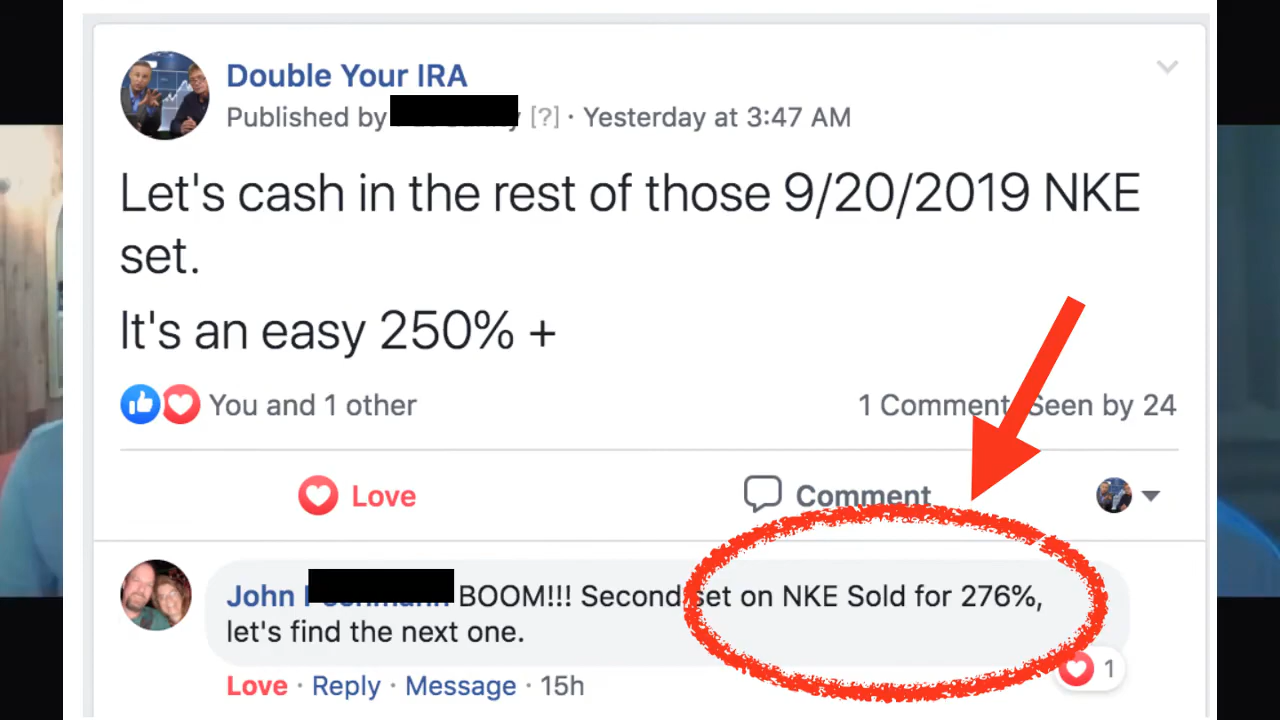 Double Your IRA
Published by [?] · Yesterday at 3:47 AM
Let's cash in the rest of those 9/20/2019 NKE
set.
It's an easy 250% +
You and 1 other
1 Comment Seen by 24
Love
Comment
John BOOM!!! Second set on NKE Sold for 276%,
let's find the next one.
1
Love · Reply · Message · 15h